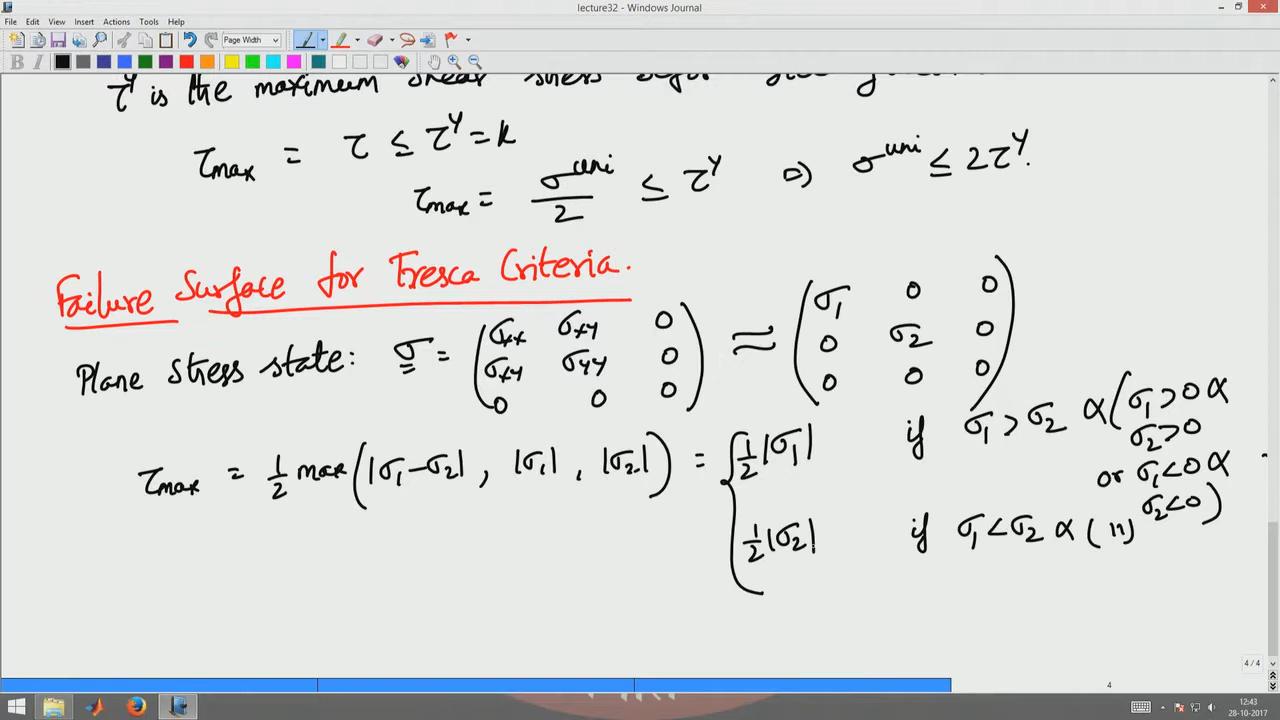 lecture32 - Windows Journal
File Edit View Insert Actions Tools Help
Page Width
τ^Y is the maximum shear stress
τmax = τ ≤ τ^Y = k
τmax = σ^uni / 2 ≤ τ^Y ⇒ σ^uni ≤ 2τ^Y.
Failure Surface for Tresca Criteria.
Plane stress state: σ = (σxx σxy 0 ; σxy σyy 0 ; 0 0 0) ≈ (σ1 0 0 ; 0 σ2 0 ; 0 0 0)
τmax = 1/2 max(|σ1-σ2|, |σ1|, |σ2|) = { 1/2|σ1| if σ1 > σ2 & (σ1>0 & σ2>0 or σ1<0 & σ2<0)
1/2|σ2| if σ1 < σ2 & ( ıı )
4 / 4
4
12:43
28-10-2017